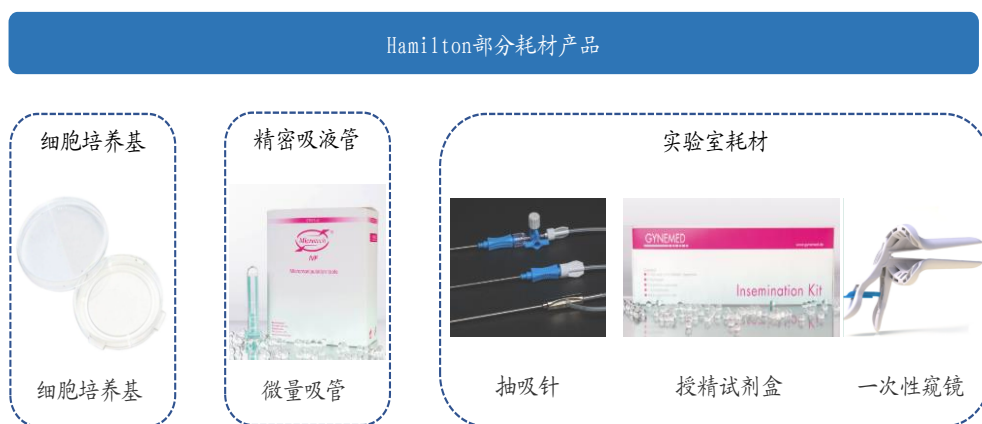 Hamilton部分耗材产品
细胞培养基
精密吸液管
实验室耗材
Microtech
IVF
GYNEMED
Insemination Kit
细胞培养基
微量吸管
抽吸针
授精试剂盒
一次性窥镜